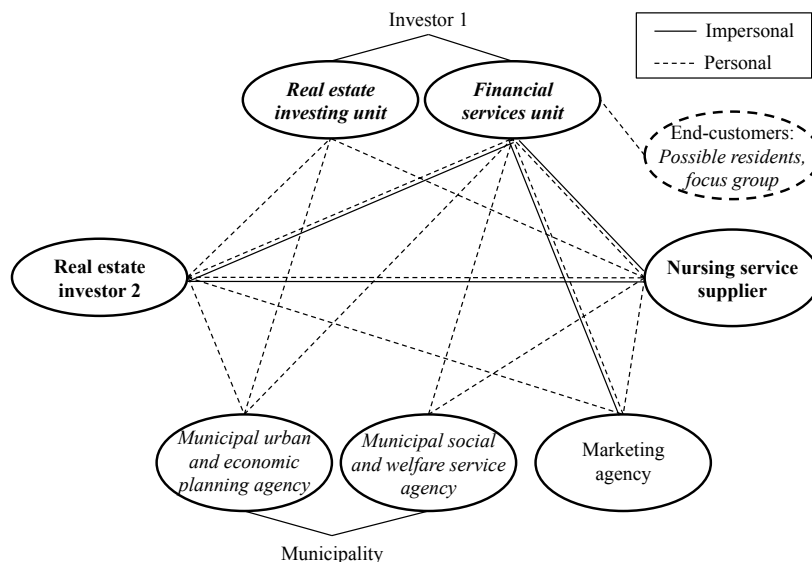 Investor 1
Impersonal
Personal
Real estate
investing unit
Financial
services unit
End-customers:
Possible residents,
focus group
Real estate
investor 2
Nursing service
supplier
Municipal urban
and economic
planning agency
Municipal social
and welfare service
agency
Marketing
agency
Municipality